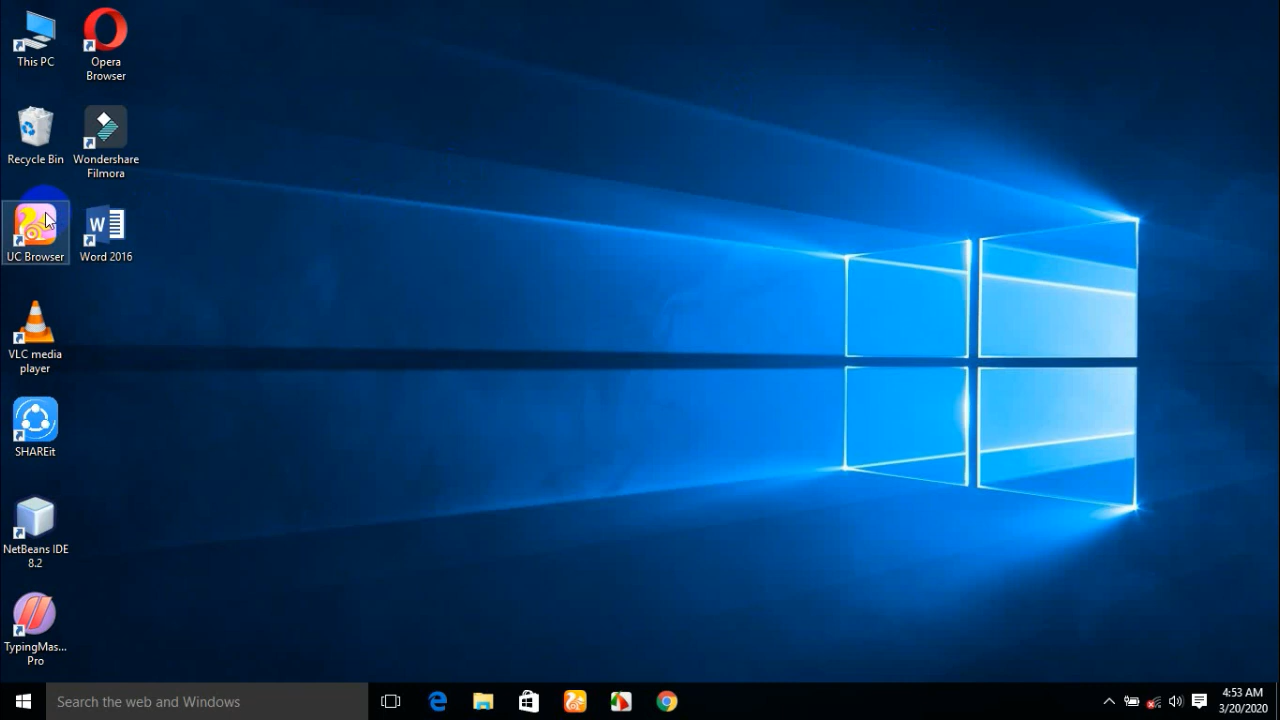 This PC
Opera
Browser
Recycle Bin
Wondershare
Filmora
UC Browser
W
Word 2016
VLC media
player
SHAREit
NetBeans IDE
8.2
TypingMas...
Pro
Search the web and Windows
4:53 AM
3/20/2020